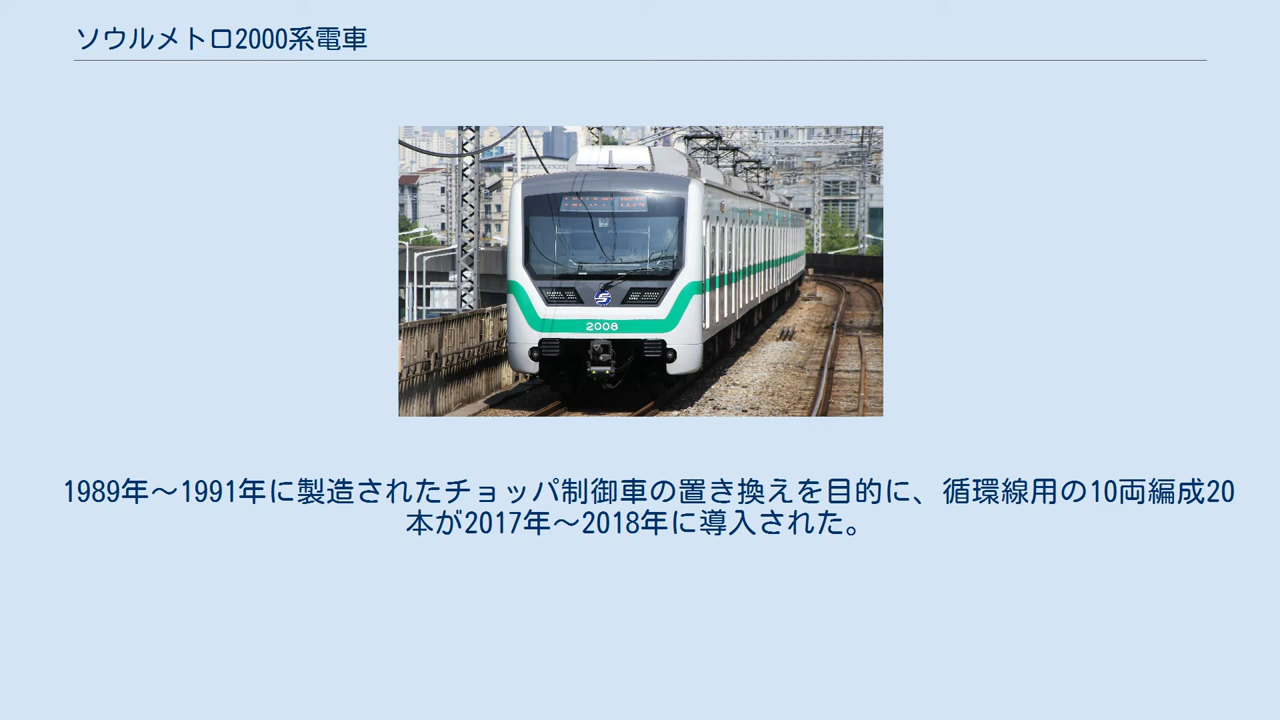 ソウルメトロ2000系電車
2008
1989年～1991年に製造されたチョッパ制御車の置き換えを目的に、循環線用の10両編成20
本が2017年～2018年に導入された。